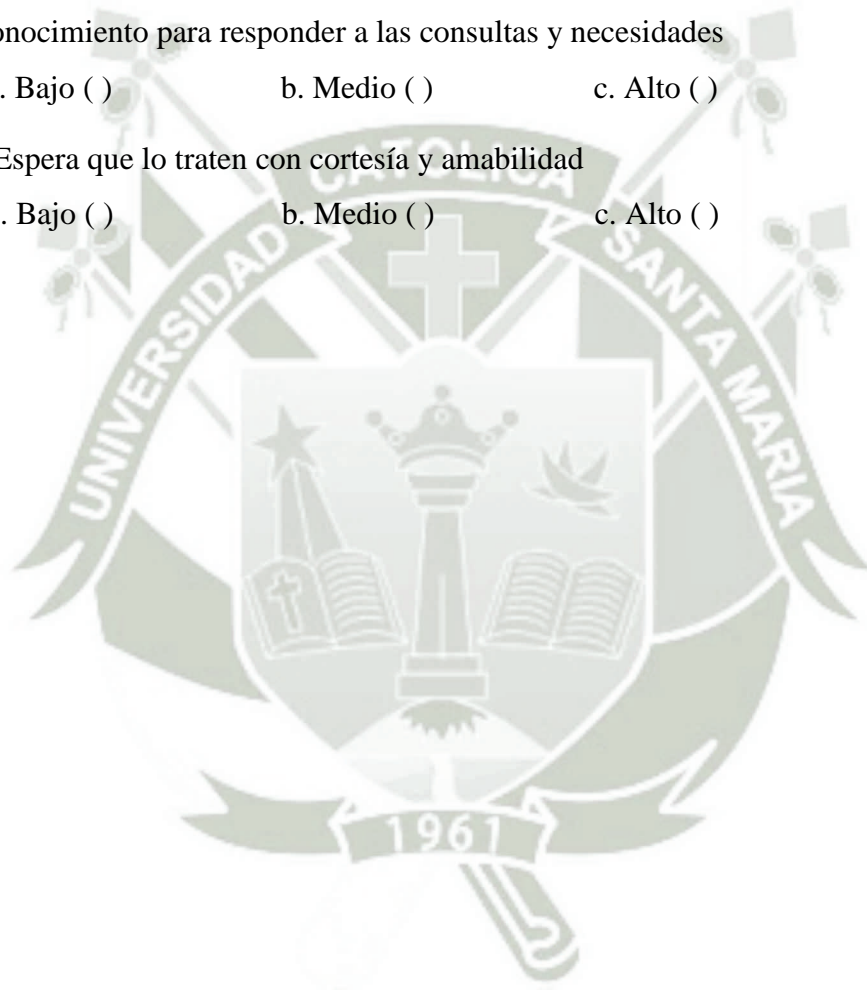 onocimiento para responder a las consultas y necesidades
. Bajo ( ) b. Medio ( ) c. Alto ( )
Espera que lo traten con cortesía y amabilidad
. Bajo ( ) b. Medio ( ) c. Alto ( )
UNIVERSIDAD CATOLICA SANTA MARIA
1961